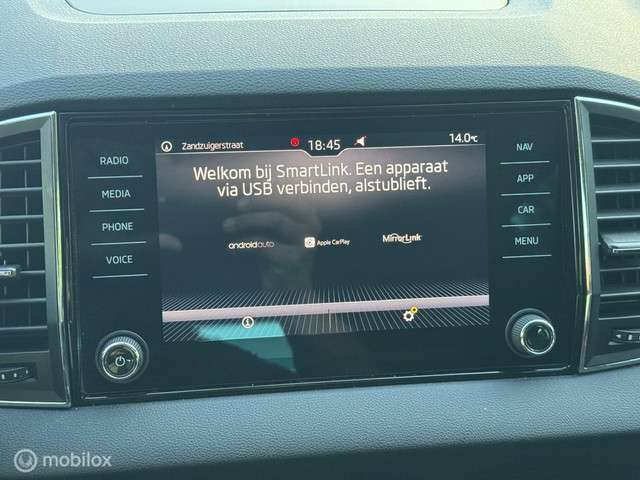 Zandzuigerstraat 18:45 14.0°C
RADIO
MEDIA
PHONE
VOICE
Welkom bij SmartLink. Een apparaat
via USB verbinden, alstublieft.
androidauto Apple CarPlay MirrorLink
NAV
APP
CAR
MENU
mobilox